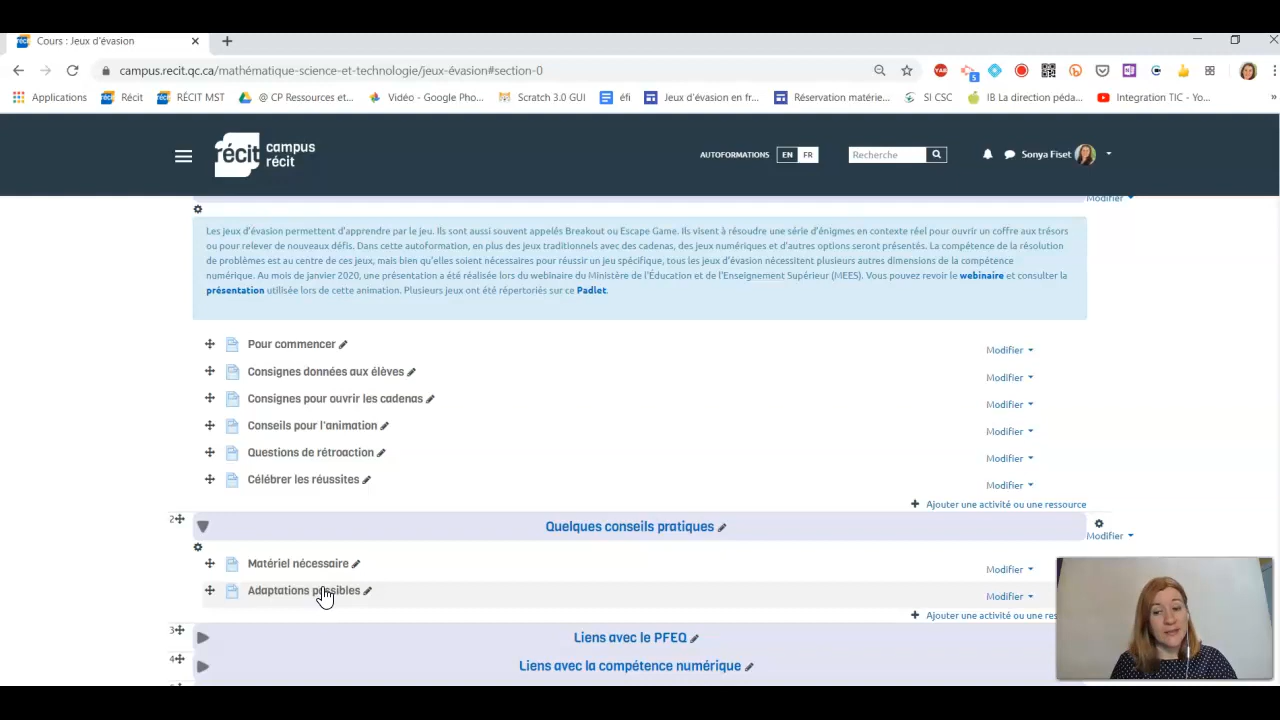 Cours : Jeux d'évasion
campus.recit.qc.ca/mathématique-science-et-technologie/jeux-évasion#section-0
Applications Récit RÉCIT MST @ CP Ressources et... Vidéo - Google Pho... Scratch 3.0 GUI éfi Jeux d'évasion en fr... Réservation matérie... SI CSC IB La direction péda... Integration TIC - Yo... »
récit campus récit AUTOFORMATIONS EN FR Recherche Sonya Fiset
Modifier
Les jeux d'évasion permettent d'apprendre par le jeu. Ils sont aussi souvent appelés Breakout ou Escape Game. Ils visent à résoudre une série d'énigmes en contexte réel pour ouvrir un coffre aux trésors
ou pour relever de nouveaux défis. Dans cette autoformation, en plus des jeux traditionnels avec des cadenas, des jeux numériques et d'autres options seront présentés. La compétence de la résolution
de problèmes est au centre de ces jeux, mais bien qu'elles soient nécessaires pour réussir un jeu spécifique, tous les jeux d'évasion nécessitent plusieurs autres dimensions de la compétence
numérique. Au mois de janvier 2020, une présentation a été réalisée lors du webinaire du Ministère de l'Éducation et de l'Enseignement Supérieur (MEES). Vous pouvez revoir le webinaire et consulter la
présentation utilisée lors de cette animation. Plusieurs jeux ont été répertoriés sur ce Padlet.
Pour commencer Modifier
Consignes données aux élèves Modifier
Consignes pour ouvrir les cadenas Modifier
Conseils pour l'animation Modifier
Questions de rétroaction Modifier
Célébrer les réussites Modifier
Ajouter une activité ou une ressource
2 Quelques conseils pratiques Modifier
Matériel nécessaire Modifier
Adaptations possibles Modifier
Ajouter une activité ou une res
3 Liens avec le PFEQ
4 Liens avec la compétence numérique